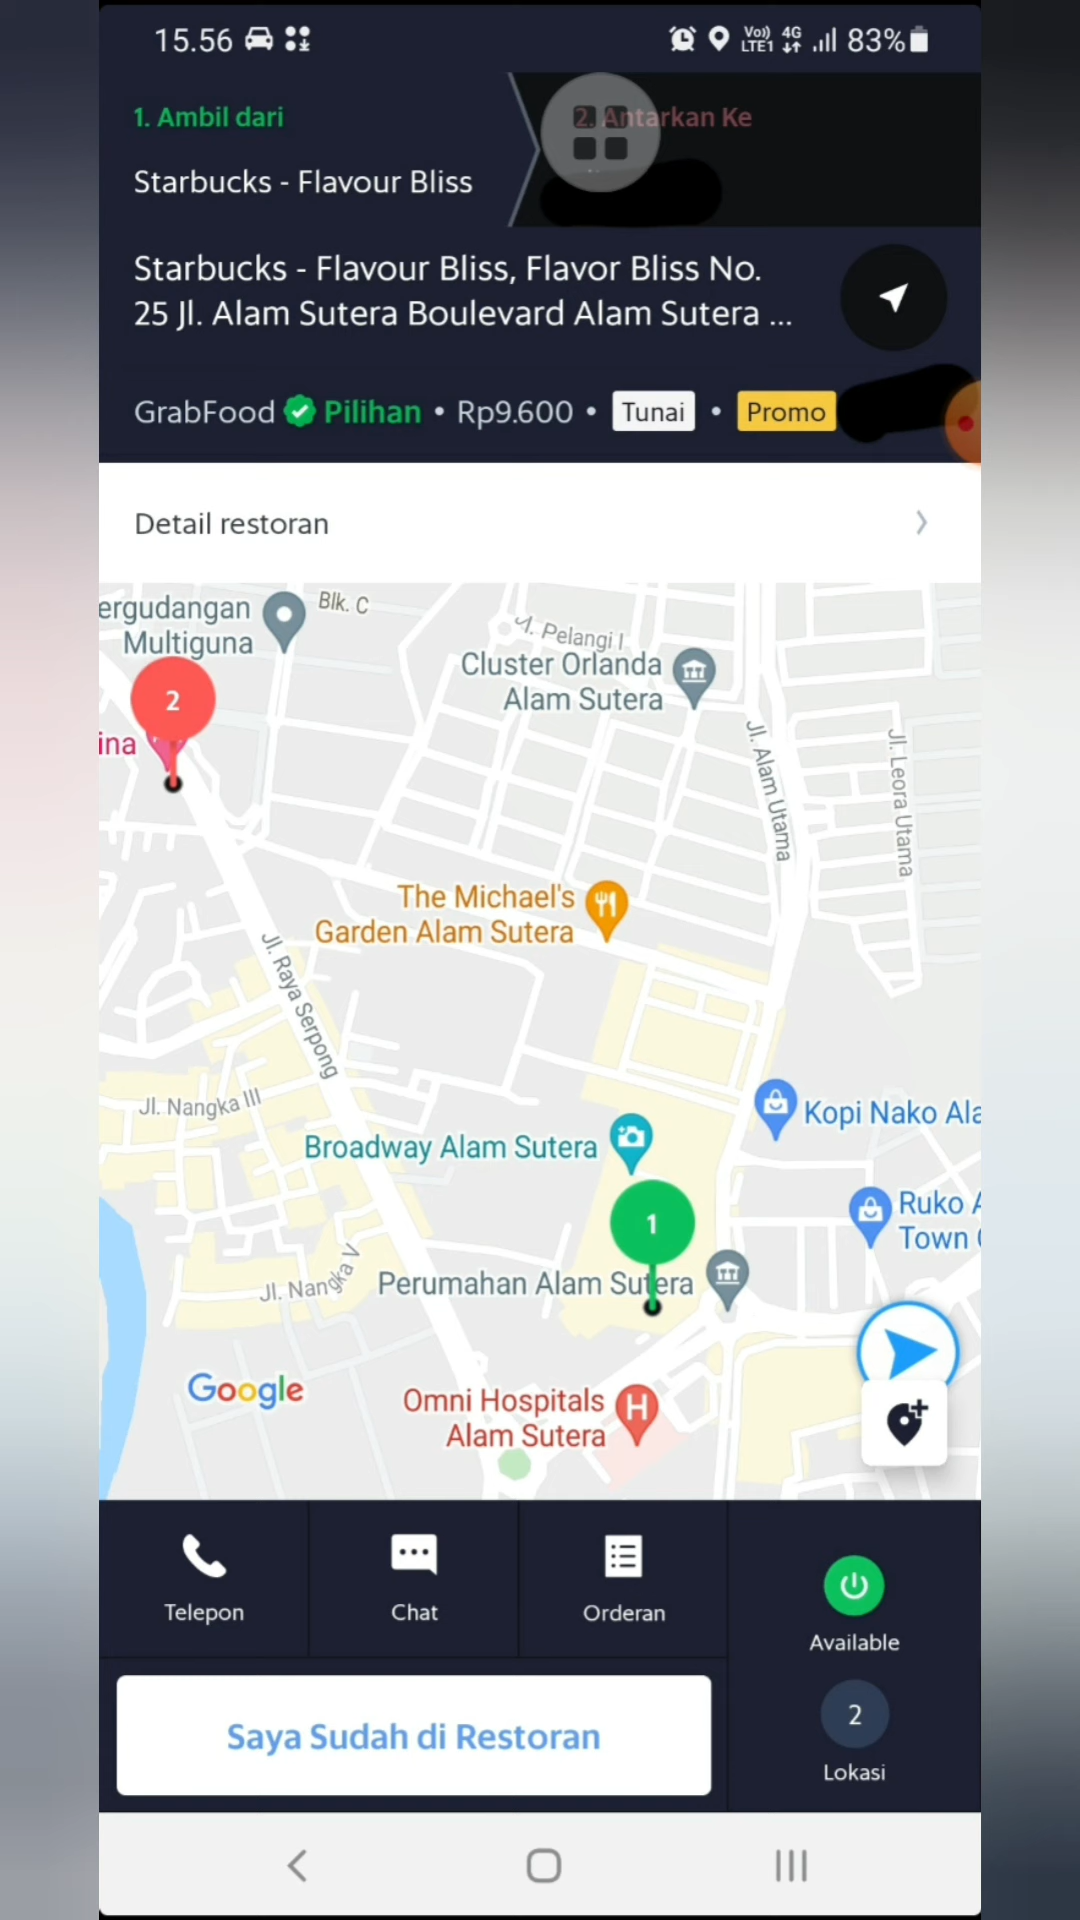 15.56
Vo)) LTE1 4G 83%
1. Ambil dari
2. Antarkan Ke
Starbucks - Flavour Bliss
Starbucks - Flavour Bliss, Flavor Bliss No.
25 Jl. Alam Sutera Boulevard Alam Sutera ...
GrabFood Pilihan • Rp9.600 • Tunai • Promo
Detail restoran
ergudangan
Multiguna
Blk. C
Jl. Pelangi I
Cluster Orlanda
Alam Sutera
2
ina
Jl. Alam Utama
Jl. Leora Utama
The Michael's
Garden Alam Sutera
Jl. Raya Serpong
Jl. Nangka III
Kopi Nako Ala
Broadway Alam Sutera
1
Ruko A
Town
Jl. Nangka V
Perumahan Alam Sutera
Google
Omni Hospitals
Alam Sutera
H
Telepon
Chat
Orderan
Available
Saya Sudah di Restoran
2
Lokasi